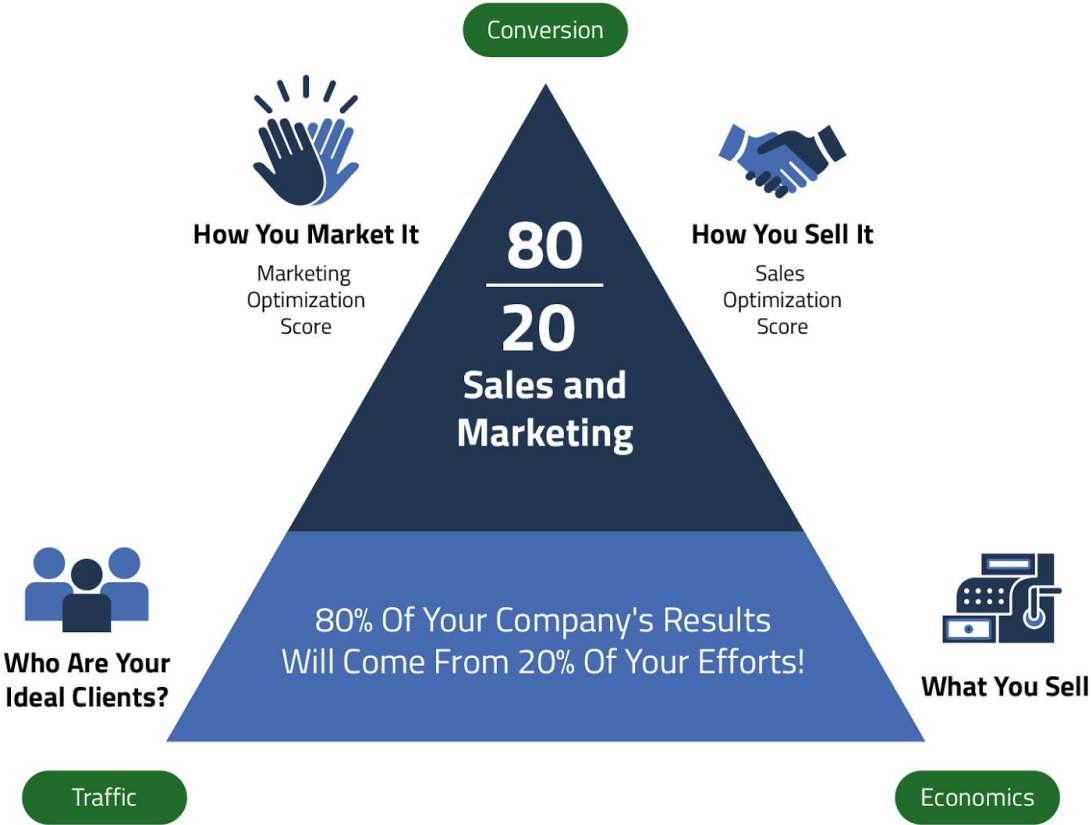 Conversion
How You Market It
Marketing
Optimization
Score
How You Sell It
Sales
Optimization
Score
80
20
Sales and
Marketing
Who Are Your
Ideal Clients?
80% Of Your Company's Results
Will Come From 20% Of Your Efforts!
What You Sell
Traffic
Economics